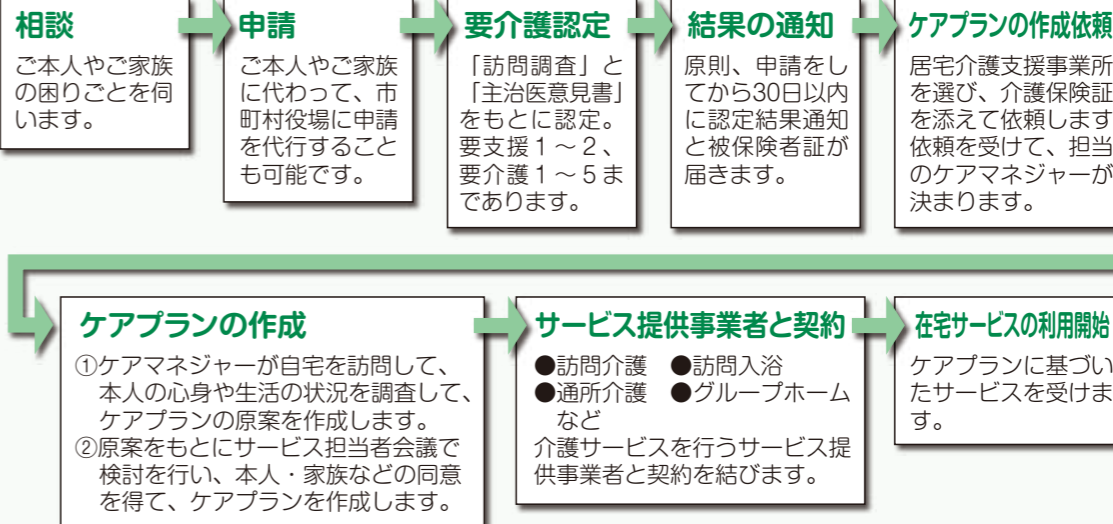 相談
ご本人やご家族
の困りごとを伺
います。
申請
ご本人やご家族
に代わって、市
町村役場に申請
を代行すること
も可能です。
要介護認定
「訪問調査」と
「主治医意見書」
をもとに認定。
要支援１～２、
要介護１～５ま
であります。
結果の通知
原則、申請をし
てから30日以内
に認定結果通知
と被保険者証が
届きます。
ケアプランの作成依頼
居宅介護支援事業所
を選び、介護保険証
を添えて依頼します
依頼を受けて、担当
のケアマネジャーが
決まります。
ケアプランの作成
①ケアマネジャーが自宅を訪問して、
本人の心身や生活の状況を調査して、
ケアプランの原案を作成します。
②原案をもとにサービス担当者会議で
検討を行い、本人・家族などの同意
を得て、ケアプランを作成します。
サービス提供事業者と契約
●訪問介護　●訪問入浴
●通所介護　●グループホーム
など
介護サービスを行うサービス提
供事業者と契約を結びます。
在宅サービスの利用開始
ケアプランに基づい
たサービスを受けま
す。